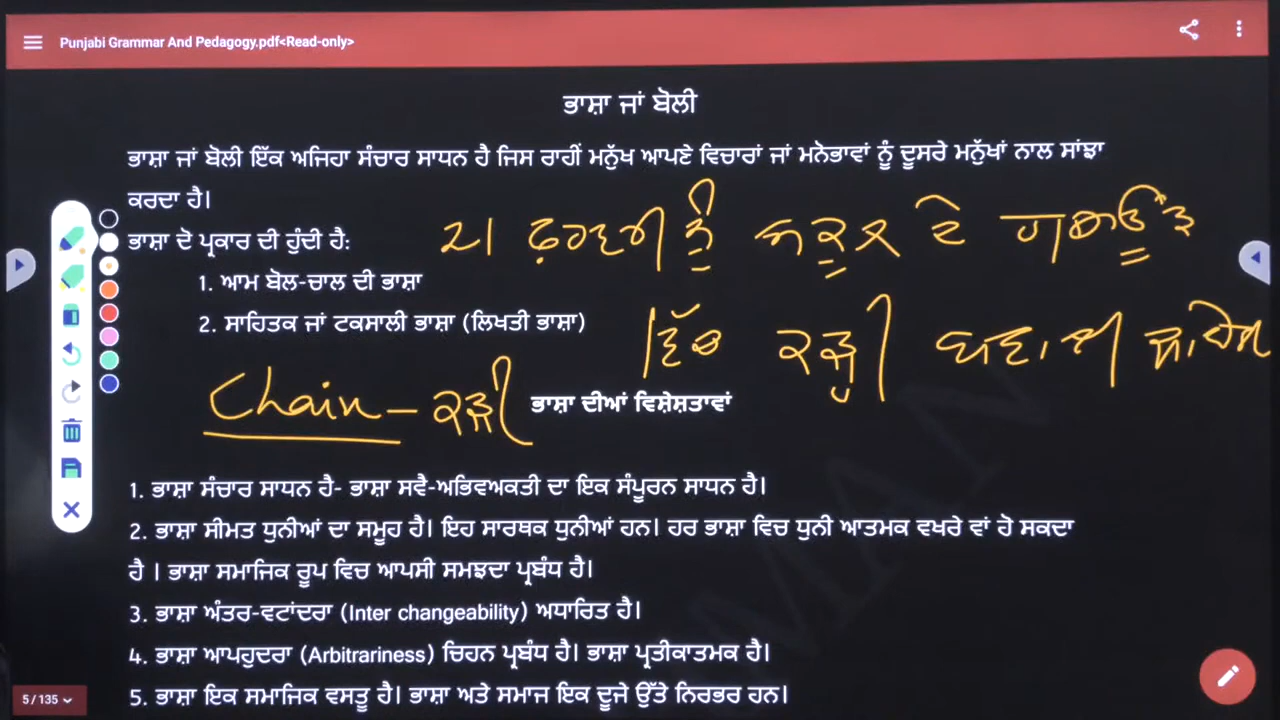 Punjabi Grammar And Pedagogy.pdf<Read-only>
ਭਾਸ਼ਾ ਜਾਂ ਬੋਲੀ
ਭਾਸ਼ਾ ਜਾਂ ਬੋਲੀ ਇੱਕ ਅਜਿਹਾ ਸੰਚਾਰ ਸਾਧਨ ਹੈ ਜਿਸ ਰਾਹੀਂ ਮਨੁੱਖ ਆਪਣੇ ਵਿਚਾਰਾਂ ਜਾਂ ਮਨੋਭਾਵਾਂ ਨੂੰ ਦੂਸਰੇ ਮਨੁੱਖਾਂ ਨਾਲ ਸਾਂਝਾ
ਕਰਦਾ ਹੈ।
ਭਾਸ਼ਾ ਦੋ ਪ੍ਰਕਾਰ ਦੀ ਹੁੰਦੀ ਹੈ:
21 ਫ਼ਰਵਰੀ ਨੂੰ ਸਕੂਲ ਦੇ
1. ਆਮ ਬੋਲ-ਚਾਲ ਦੀ ਭਾਸ਼ਾ
2. ਸਾਹਿਤਕ ਜਾਂ ਟਕਸਾਲੀ ਭਾਸ਼ਾ (ਲਿਖਤੀ ਭਾਸ਼ਾ)
ਵਿੱਚ ਕੜੀ
Chain - ਕੜੀ
ਭਾਸ਼ਾ ਦੀਆਂ ਵਿਸ਼ੇਸ਼ਤਾਵਾਂ
1. ਭਾਸ਼ਾ ਸੰਚਾਰ ਸਾਧਨ ਹੈ- ਭਾਸ਼ਾ ਸਵੈ-ਅਭਿਵਅਕਤੀ ਦਾ ਇਕ ਸੰਪੂਰਨ ਸਾਧਨ ਹੈ।
2. ਭਾਸ਼ਾ ਸੀਮਤ ਧੁਨੀਆਂ ਦਾ ਸਮੂਹ ਹੈ। ਇਹ ਸਾਰਥਕ ਧੁਨੀਆਂ ਹਨ। ਹਰ ਭਾਸ਼ਾ ਵਿਚ ਧੁਨੀ ਆਤਮਕ ਵਖਰੇ ਵਾਂ ਹੋ ਸਕਦਾ
ਹੈ । ਭਾਸ਼ਾ ਸਮਾਜਿਕ ਰੂਪ ਵਿਚ ਆਪਸੀ ਸਮਝਦਾ ਪ੍ਰਬੰਧ ਹੈ।
3. ਭਾਸ਼ਾ ਅੰਤਰ-ਵਟਾਂਦਰਾ (Inter changeability) ਅਧਾਰਿਤ ਹੈ।
4. ਭਾਸ਼ਾ ਆਪਹੁਦਰਾ (Arbitrariness) ਚਿਹਨ ਪ੍ਰਬੰਧ ਹੈ। ਭਾਸ਼ਾ ਪ੍ਰਤੀਕਾਤਮਕ ਹੈ।
5. ਭਾਸ਼ਾ ਇਕ ਸਮਾਜਿਕ ਵਸਤੂ ਹੈ। ਭਾਸ਼ਾ ਅਤੇ ਸਮਾਜ ਇਕ ਦੂਜੇ ਉੱਤੇ ਨਿਰਭਰ ਹਨ।
5 / 135